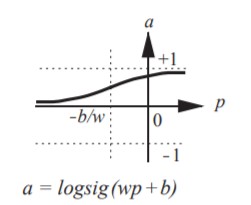 a
+1
-b/w
0
p
-1
a = logsig (wp + b)